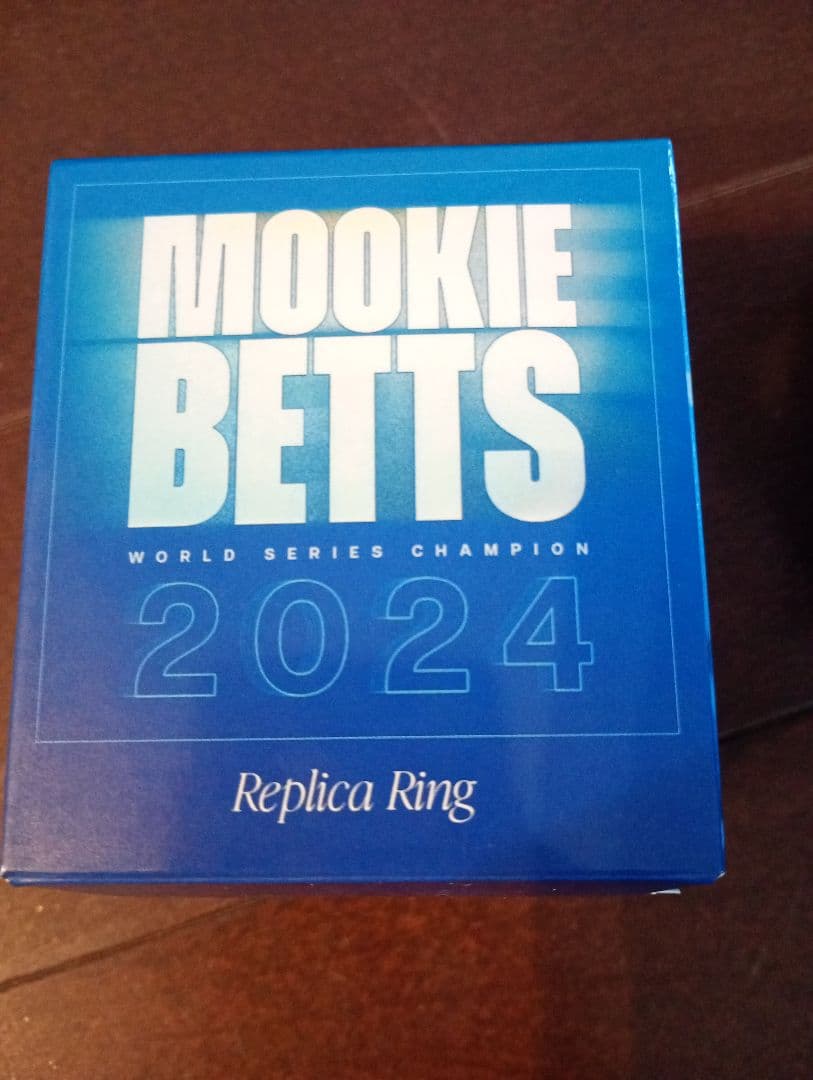 MOOKIE
BETTS
WORLD SERIES CHAMPION
2024
Replica Ring